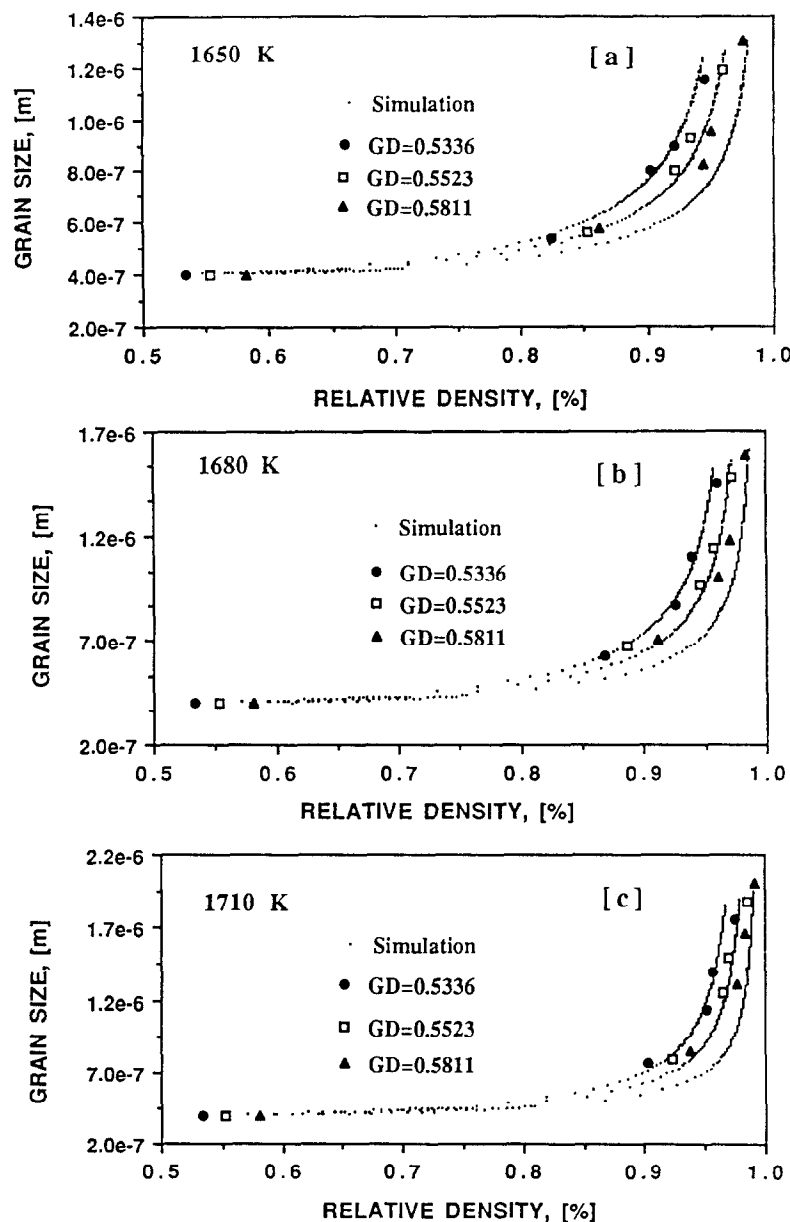 1.4e-6
1650 K
[a]
1.2e-6
Simulation
1.0e-6
GD=0.5336
GD=0.5523
8.0e-7
GD=0.5811
6.0e-7
4.0e-7
2.0e-7
GRAIN SIZE, [m]
0.5 0.6 0.7 0.8 0.9 1.0
RELATIVE DENSITY, [%]
1.7e-6
1680 K
[b]
1.2e-6
Simulation
GD=0.5336
GD=0.5523
GD=0.5811
7.0e-7
2.0e-7
GRAIN SIZE, [m]
0.5 0.6 0.7 0.8 0.9 1.0
RELATIVE DENSITY, [%]
2.2e-6
1710 K
[c]
1.7e-6
Simulation
GD=0.5336
1.2e-6
GD=0.5523
GD=0.5811
7.0e-7
2.0e-7
GRAIN SIZE, [m]
0.5 0.6 0.7 0.8 0.9 1.0
RELATIVE DENSITY, [%]